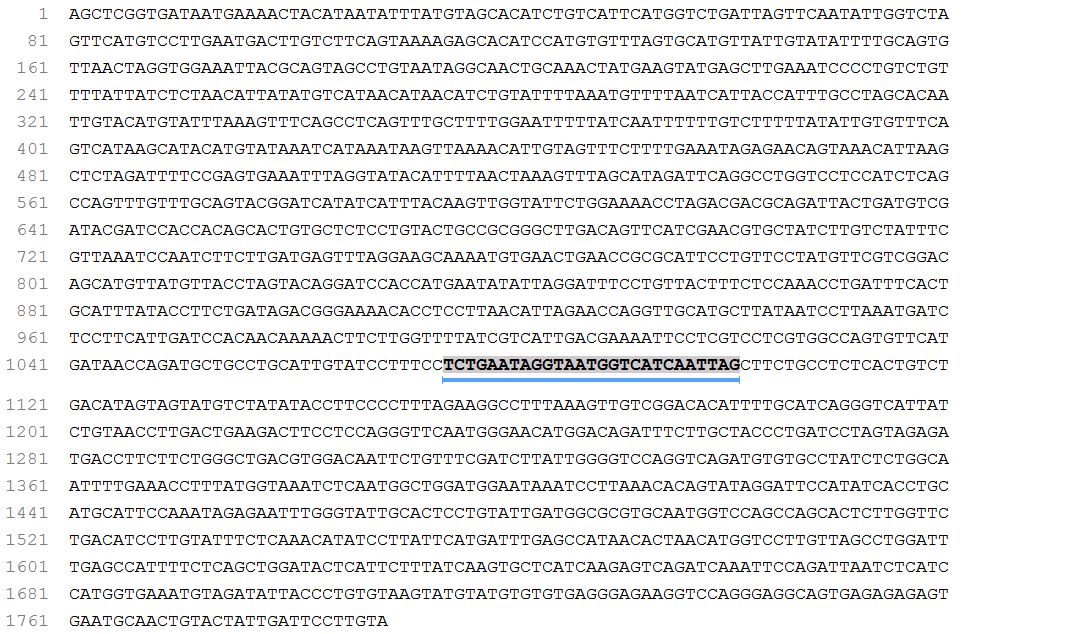 1 AGCTCGGTGATAATGAAAACTACATAATATTTATGTAGCACATCTGTCATTCATGGTCTGATTAGTTCAATATTGGTCTA
81 GTTCATGTCCTTGAATGACTTGTCTTCAGTAAAAGAGCACATCCATGTGTTTAGTGCATGTTATTGTATATTTTGCAGTG
161 TTAACTAGGTGGAAATTACGCAGTAGCCTGTAATAGGCAACTGCAAACTATGAAGTATGAGCTTGAAATCCCCTGTCTGT
241 TTTATTATCTCTAACATTATATGTCATAACATAACATCTGTATTTTAAATGTTTTAATCATTACCATTTGCCTAGCACAA
321 TTGTACATGTATTTAAAGTTTCAGCCTCAGTTTGCTTTTGGAATTTTTATCAATTTTTTGTCTTTTTATATTGTGTTTCA
401 GTCATAAGCATACATGTATAAATCATAAATAAGTTAAAACATTGTAGTTTCTTTTGAAATAGAGAACAGTAAACATTAAG
481 CTCTAGATTTTCCGAGTGAAATTTAGGTATACATTTTAACTAAAGTTTAGCATAGATTCAGGCCTGGTCCTCCATCTCAG
561 CCAGTTTGTTTGCAGTACGGATCATATCATTTACAAGTTGGTATTCTGGAAAACCTAGACGACGCAGATTACTGATGTCG
641 ATACGATCCACCACAGCACTGTGCTCTCCTGTACTGCCGCGGGCTTGACAGTTCATCGAACGTGCTATCTTGTCTATTTC
721 GTTAAATCCAATCTTCTTGATGAGTTTAGGAAGCAAAATGTGAACTGAACCGCGCATTCCTGTTCCTATGTTCGTCGGAC
801 AGCATGTTATGTTACCTAGTACAGGATCCACCATGAATATATTAGGATTTCCTGTTACTTTCTCCAAACCTGATTTCACT
881 GCATTTATACCTTCTGATAGACGGGAAAACACCTCCTTAACATTAGAACCAGGTTGCATGCTTATAATCCTTAAATGATC
961 TCCTTCATTGATCCACAACAAAAACTTCTTGGTTTTATCGTCATTGACGAAAATTCCTCGTCCTCGTGGCCAGTGTTCAT
1041 GATAACCAGATGCTGCCTGCATTGTATCCTTTCCTCTGAATAGGTAATGGTCATCAATTAGCTTCTGCCTCTCACTGTCT
1121 GACATAGTAGTATGTCTATATACCTTCCCCTTTAGAAGGCCTTTAAAGTTGTCGGACACATTTTGCATCAGGGTCATTAT
1201 CTGTAACCTTGACTGAAGACTTCCTCCAGGGTTCAATGGGAACATGGACAGATTTCTTGCTACCCTGATCCTAGTAGAGA
1281 TGACCTTCTTCTGGGCTGACGTGGACAATTCTGTTTCGATCTTATTGGGGTCCAGGTCAGATGTGTGCCTATCTCTGGCA
1361 ATTTTGAAACCTTTATGGTAAATCTCAATGGCTGGATGGAATAAATCCTTAAACACAGTATAGGATTCCATATCACCTGC
1441 ATGCATTCCAAATAGAGAATTTGGGTATTGCACTCCTGTATTGATGGCGCGTGCAATGGTCCAGCCAGCACTCTTGGTTC
1521 TGACATCCTTGTATTTCTCAAACATATCCTTATTCATGATTTGAGCCATAACACTAACATGGTCCTTGTTAGCCTGGATT
1601 TGAGCCATTTTCTCAGCTGGATACTCATTCTTTATCAAGTGCTCATCAAGAGTCAGATCAAATTCCAGATTAATCTCATC
1681 CATGGTGAAATGTAGATATTACCCTGTGTAAGTATGTATGTGTGTGAGGGAGAAGGTCCAGGGAGGCAGTGAGAGAGAGT
1761 GAATGCAACTGTACTATTGATTCCTTGTA